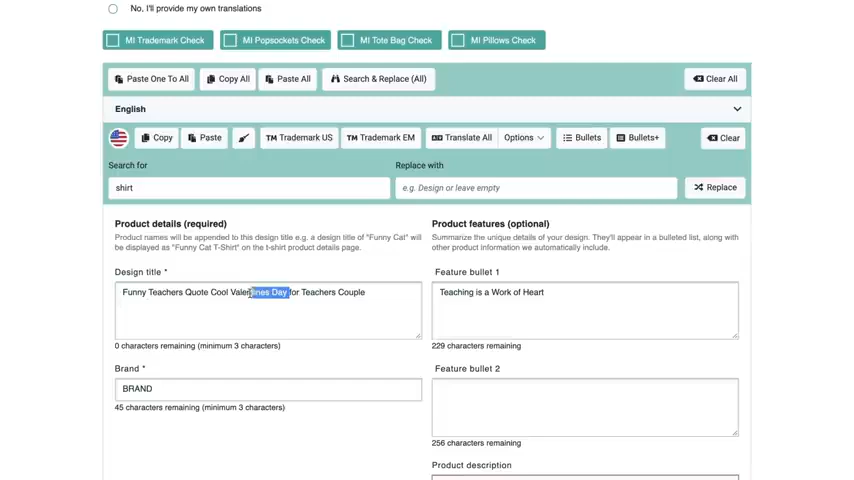 No, I'll provide my own translations
MI Trademark Check
MI Popsockets Check
MI Tote Bag Check
MI Pillows Check
Paste One To All
Copy All
Paste All
Search & Replace (All)
Clear All
English
Copy
Paste
TM Trademark US
TM Trademark EM
Translate All
Options
Bullets
Bullets+
Clear
Search for
Replace with
shirt
e.g. Design or leave empty
Replace
Product details (required)
Product names will be appended to this design title e.g. a design title of "Funny Cat" will
be displayed as "Funny Cat T-Shirt" on the t-shirt product details page.
Design title *
Funny Teachers Quote Cool Valentines Day for Teachers Couple
0 characters remaining (minimum 3 characters)
Brand *
BRAND
45 characters remaining (minimum 3 characters)
Product features (optional)
Summarize the unique details of your design. They'll appear in a bulleted list, along with
other product information we automatically include.
Feature bullet 1
Teaching is a Work of Heart
229 characters remaining
Feature bullet 2
256 characters remaining
Product description